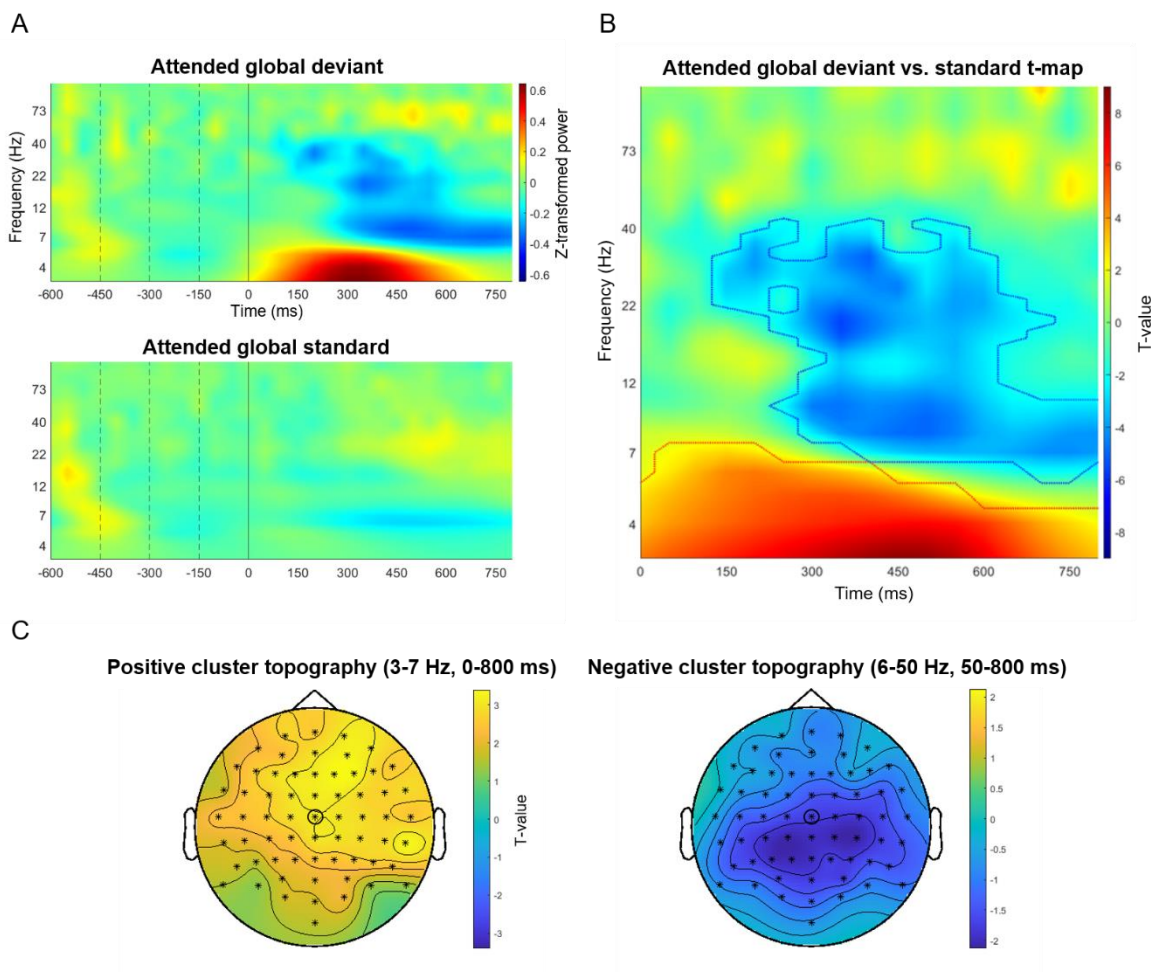 A
Attended global deviant
73
40
22
12
7
4
Frequency (Hz)
-600 -450 -300 -150 0 150 300 450 600 750
Time (ms)
0.6
0.4
0.2
0
-0.2
-0.4
-0.6
Z-transformed power
Attended global standard
73
40
22
12
7
4
-600 -450 -300 -150 0 150 300 450 600 750
B
Attended global deviant vs. standard t-map
73
40
22
12
7
4
Frequency (Hz)
0 150 300 450 600 750
Time (ms)
8
6
4
2
0
-2
-4
-6
-8
T-value
C
Positive cluster topography (3-7 Hz, 0-800 ms)
3
2
1
0
-1
-2
-3
T-value
Negative cluster topography (6-50 Hz, 50-800 ms)
2
1.5
1
0.5
0
-0.5
-1
-1.5
-2